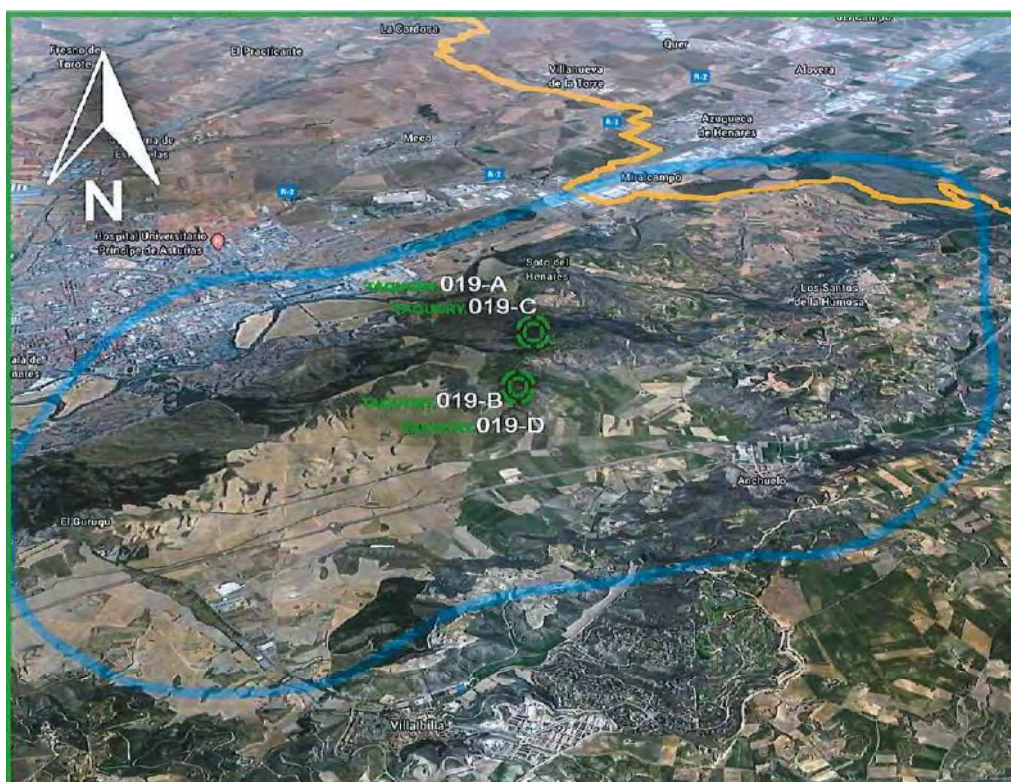 La Cardosa
del Campo
Fresno de
Torote
El Practicante
Quer
Villanueva
de la Torre
R-2
Alovera
R-2
Azuqueca
de Henares
Meco
R-2
R-2
Miralcampo
N
Hospital Universitario
Príncipe de Asturias
Soto del
Henares
019-A
019-C
Los Santos
de la Humosa
019-B
019-D
Anchuelo
El Gurugú
Villalbilla